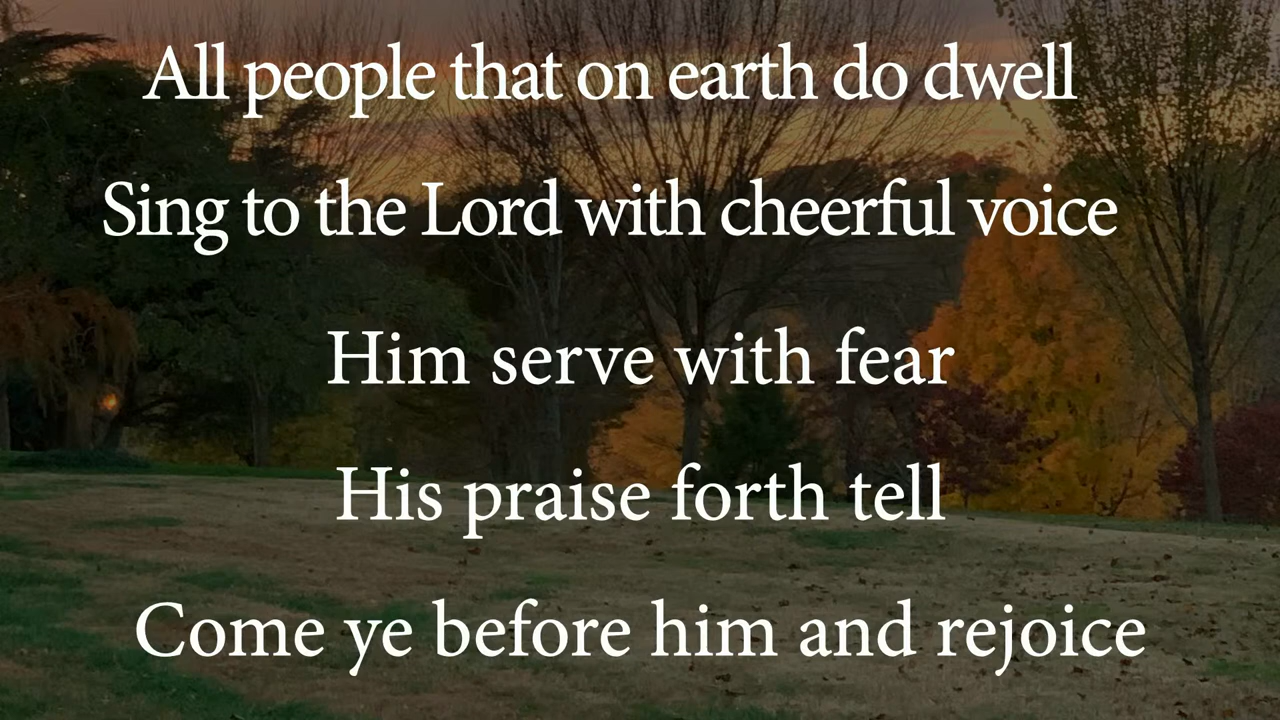 All people that on earth do dwell
Sing to the Lord with cheerful voice
Him serve with fear
His praise forth tell
Come ye before him and rejoice